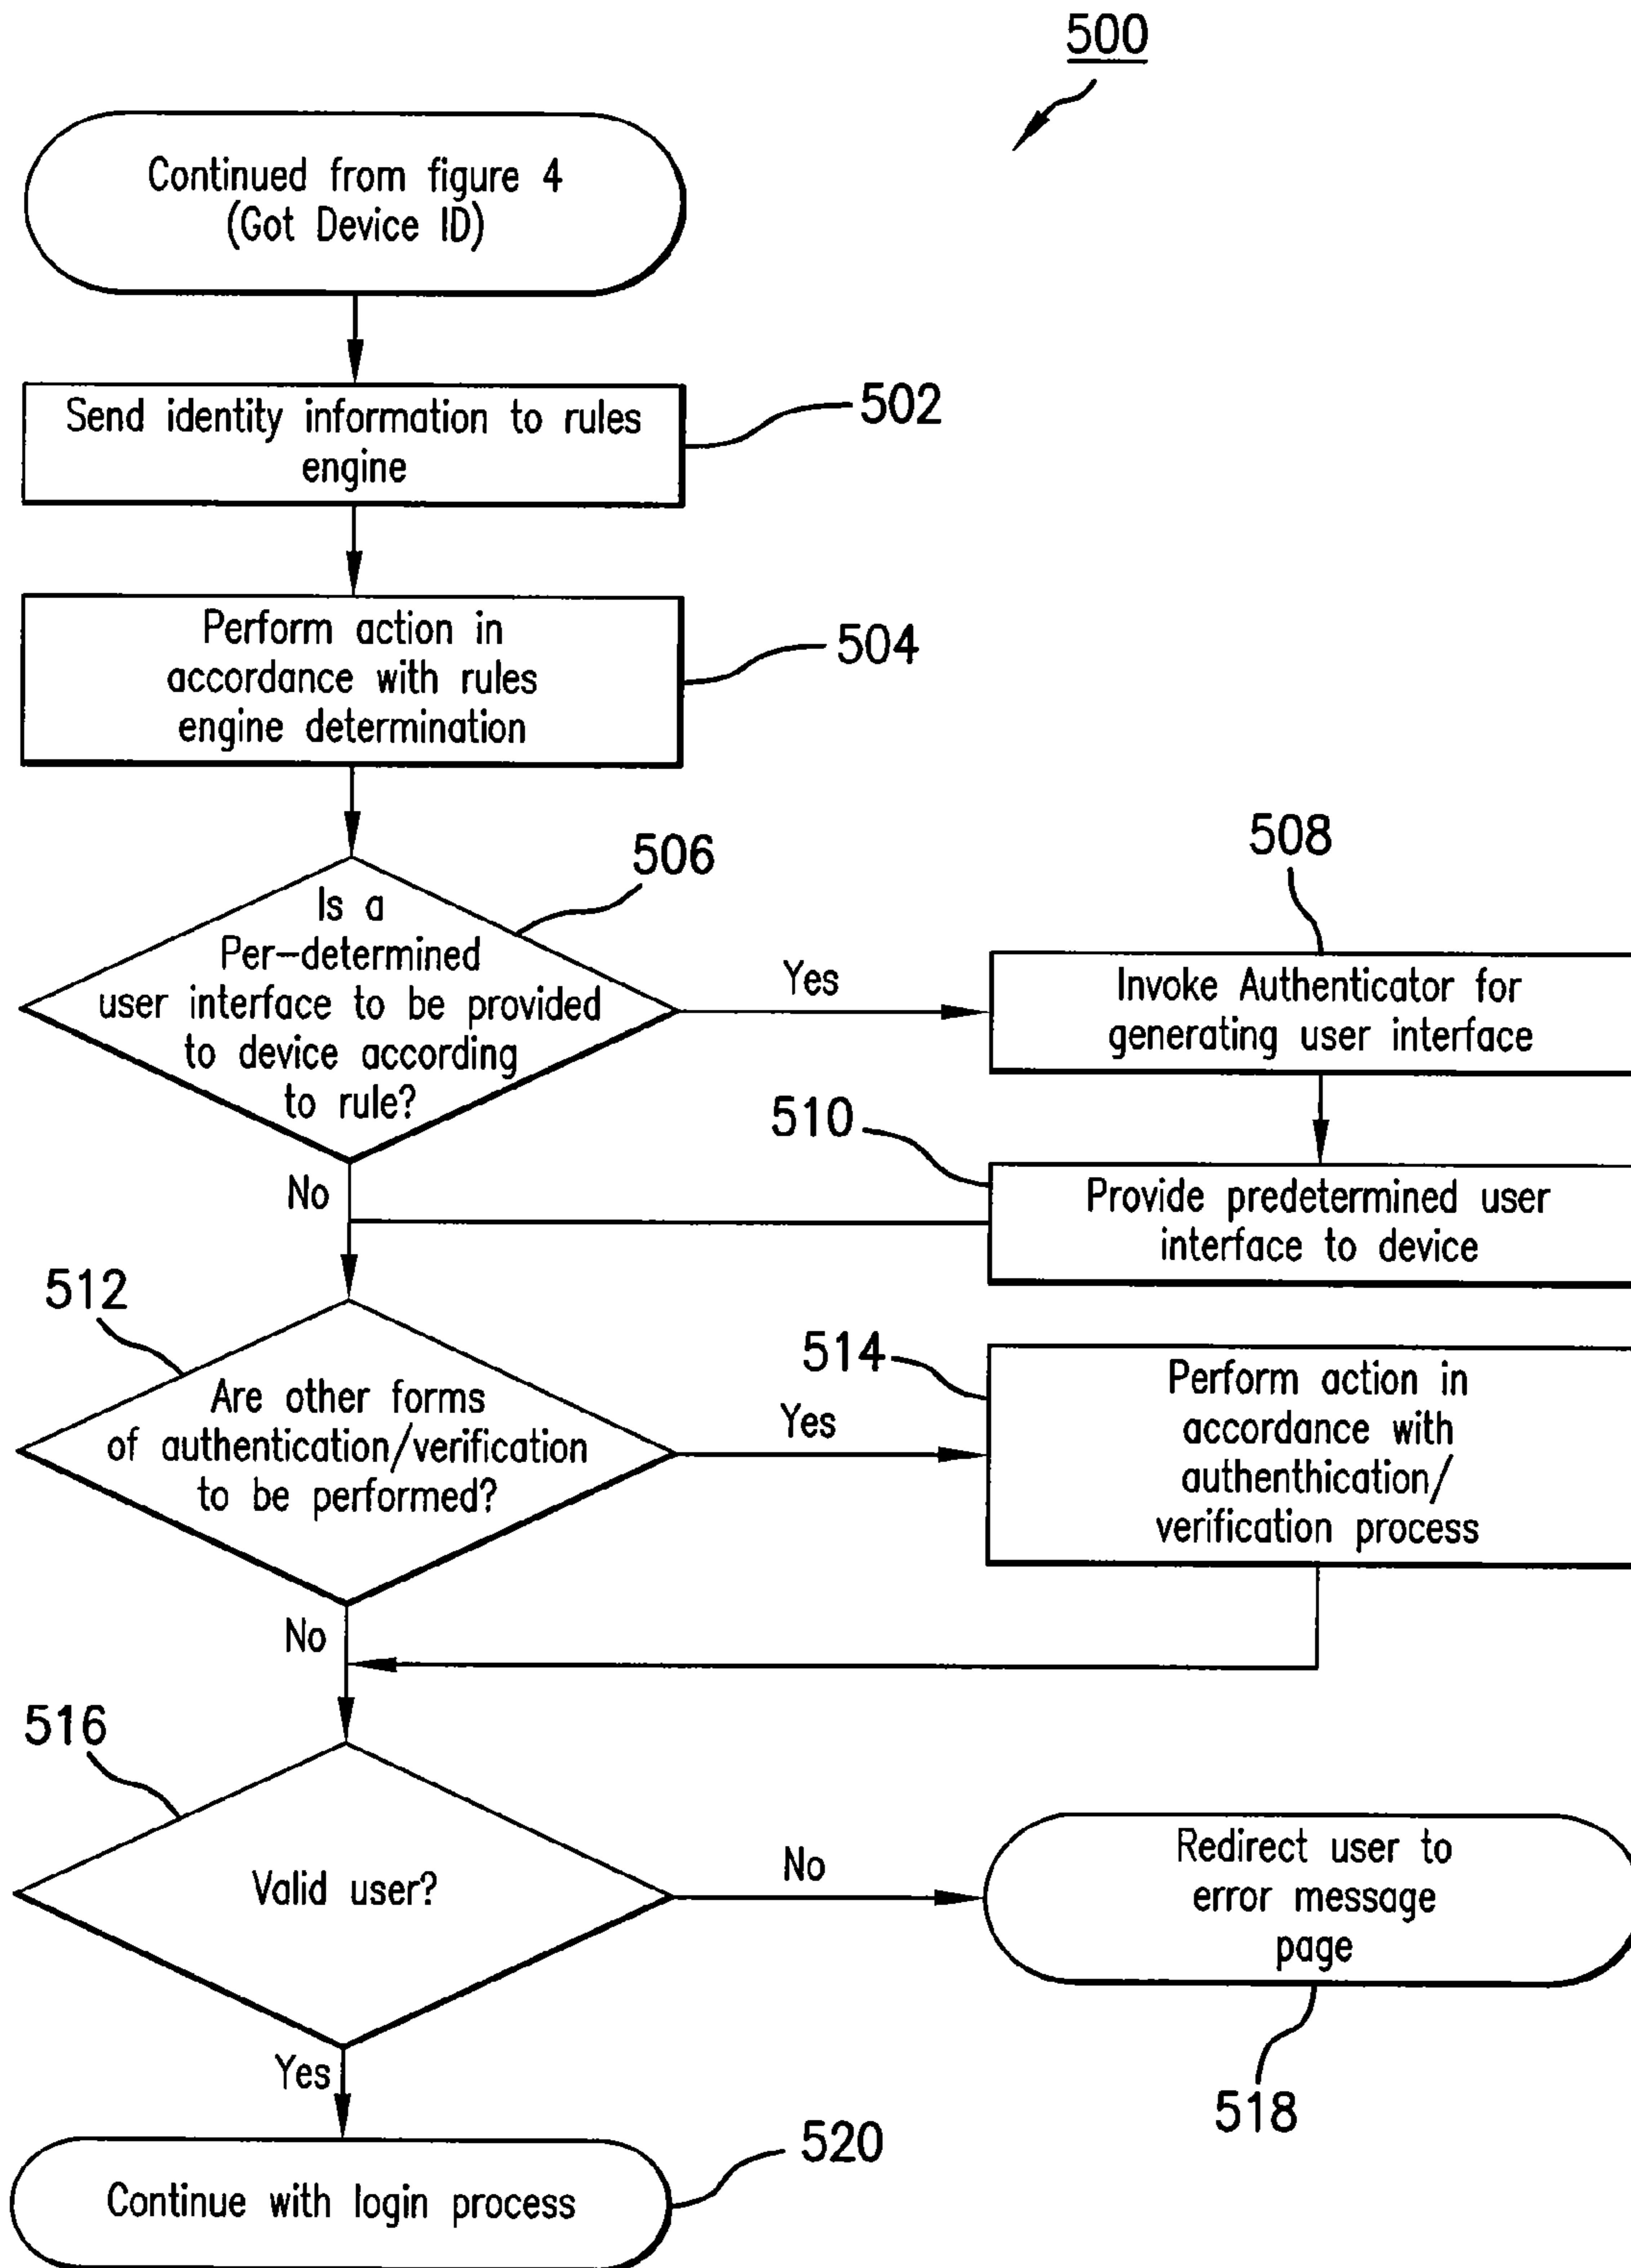 500
Continued from figure 4
(Got Device ID)
Send identity information to rules
engine
502
Perform action in
accordance with rules
engine determination
504
506
Is a
Per-determined
user interface to be provided
to device according
to rule?
Yes
508
Invoke Authenticator for
generating user interface
510
Provide predetermined user
interface to device
No
512
Are other forms
of authentication/verification
to be performed?
Yes
514
Perform action in
accordance with
authenthication/
verification process
No
516
Valid user?
No
Redirect user to
error message
page
518
Yes
520
Continue with login process